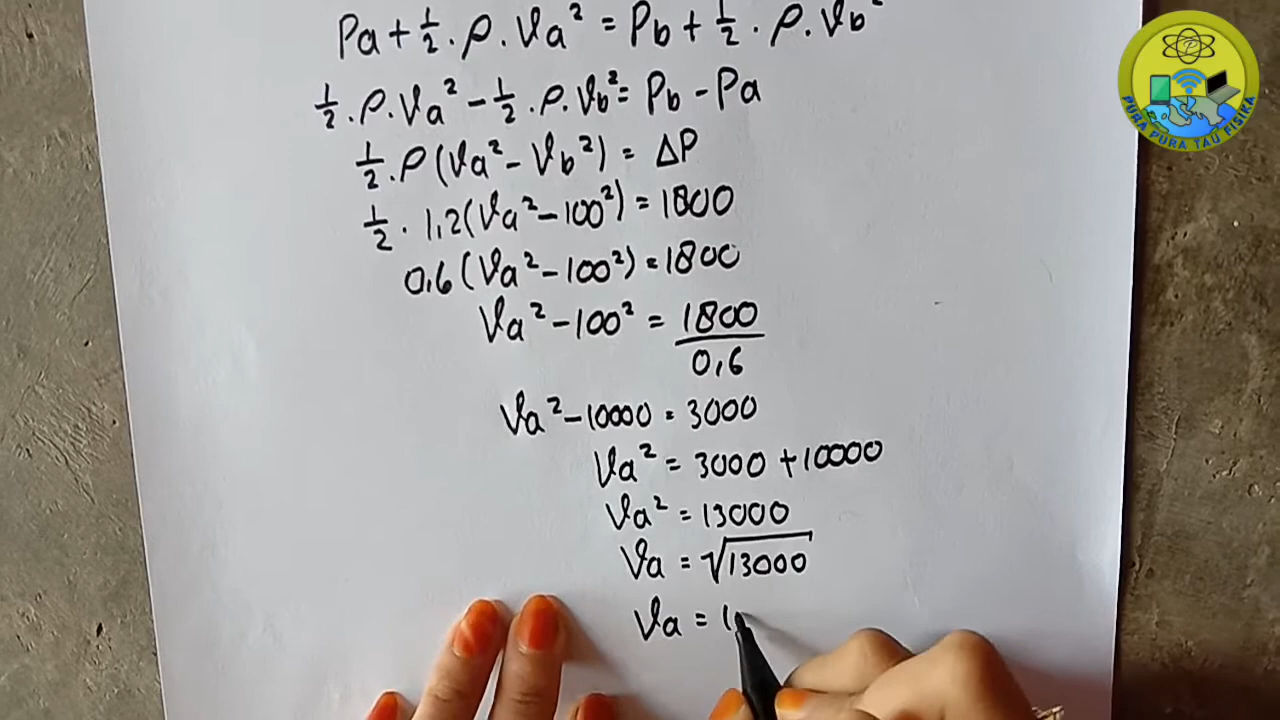 Pa + 1/2 . ρ . Va² = Pb + 1/2 . ρ . Vb²
1/2 . ρ . Va² - 1/2 . ρ . Vb² = Pb - Pa
1/2 . ρ (Va² - Vb²) = ΔP
1/2 . 1,2 (Va² - 100²) = 1800
0,6 (Va² - 100²) = 1800
Va² - 100² = 1800/0,6
Va² - 10000 = 3000
Va² = 3000 + 10000
Va² = 13000
Va = √13000
Va = 1
PURA PURA TAU FISIKA